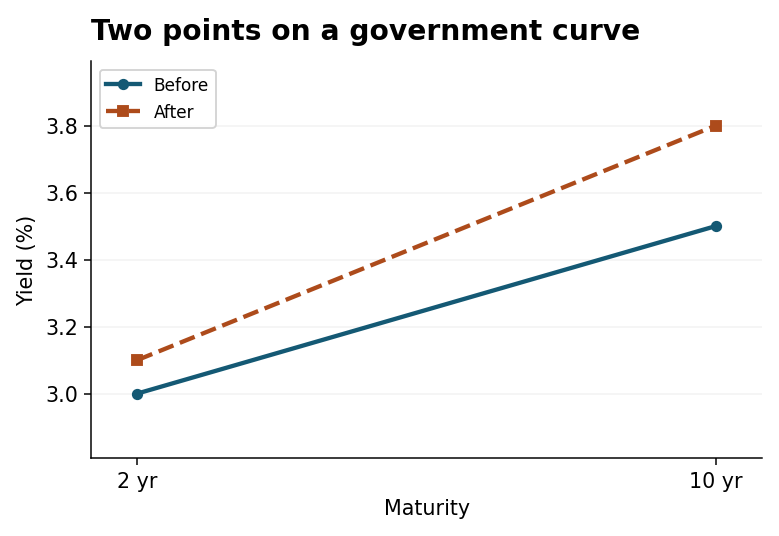 Two points on a government curve
Before
After
3.8
3.6
3.4
3.2
3.0
Yield (%)
2 yr
10 yr
Maturity